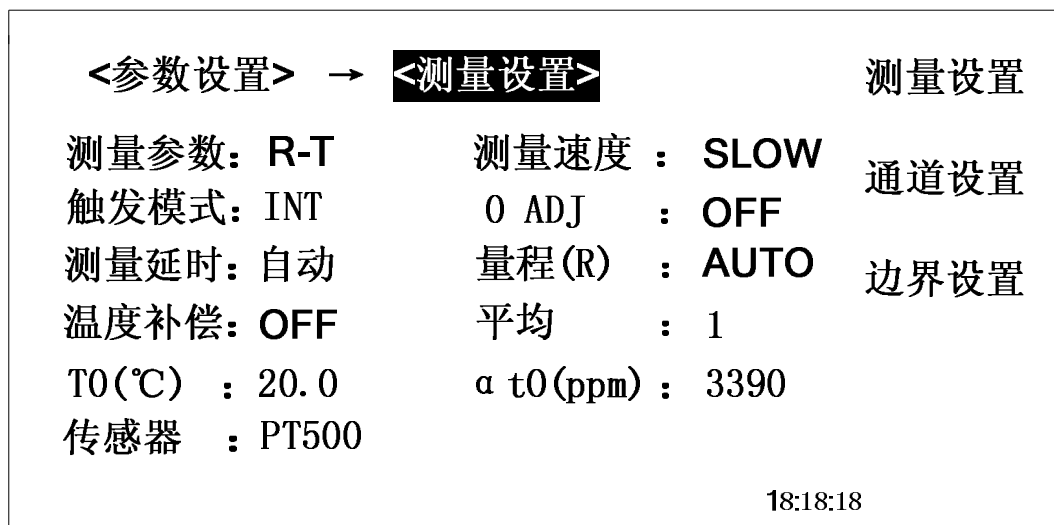 <参数设置> → <测量设置> 测量设置
测量参数: R-T 测量速度 : SLOW
通道设置
触发模式: INT 0 ADJ : OFF
测量延时: 自动 量程(R) : AUTO
边界设置
温度补偿: OFF 平均 : 1
T0(℃) : 20.0 αt0(ppm) : 3390
传感器 : PT500
18:18:18